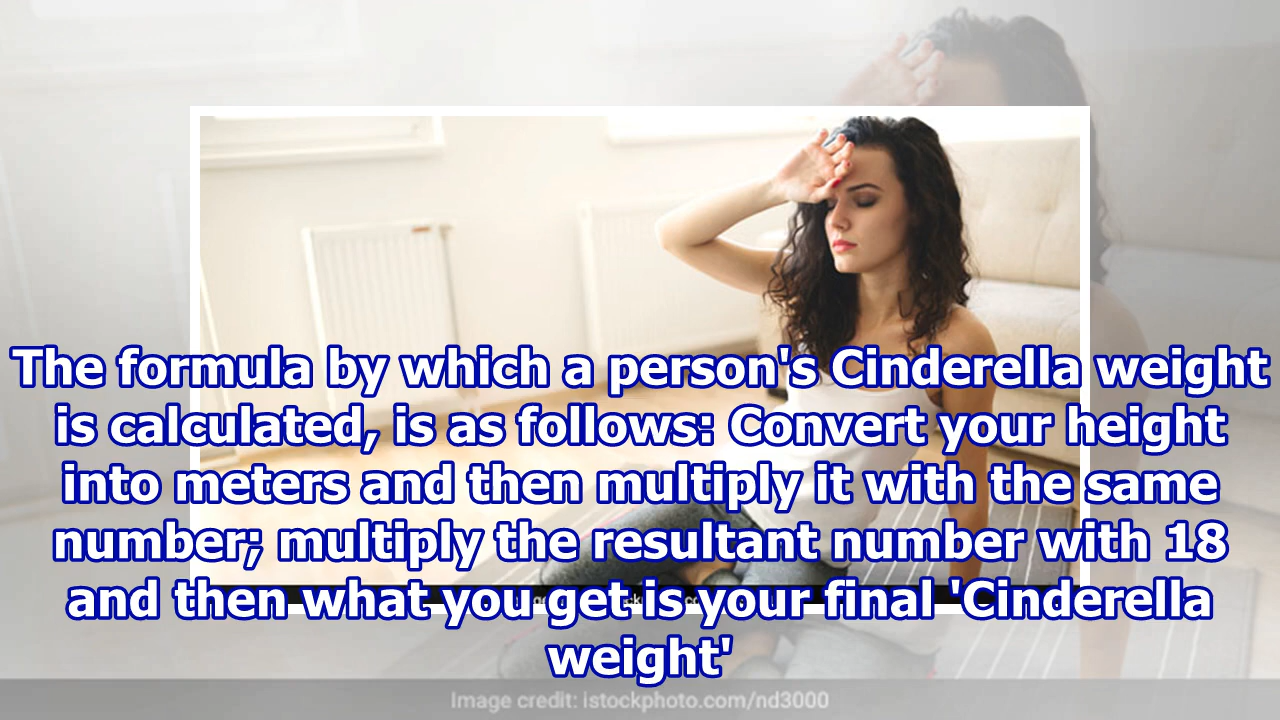 The formula by which a person's Cinderella weight
is calculated, is as follows: Convert your height
into meters and then multiply it with the same
number; multiply the resultant number with 18
and then what you get is your final 'Cinderella
weight'
Image credit: istockphoto.com/nd3000